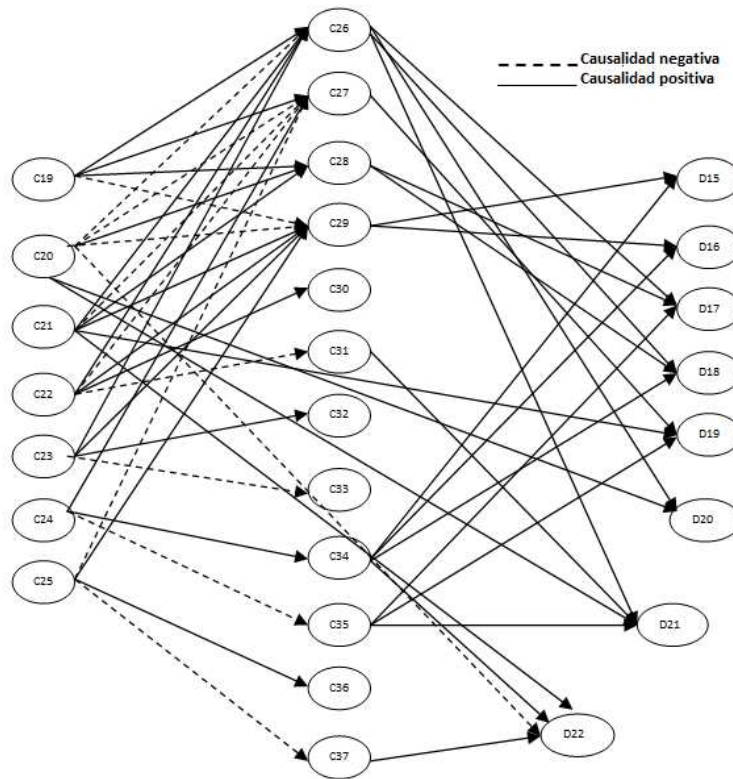 Causalidad negativa
Causalidad positiva
C19
C20
C21
C22
C23
C24
C25
C26
C27
C28
C29
C30
C31
C32
C33
C34
C35
C36
C37
D15
D16
D17
D18
D19
D20
D21
D22